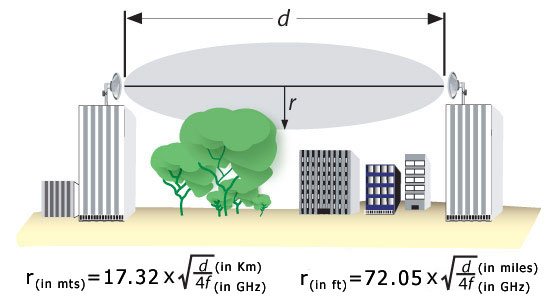 d
r
r(in mts)=17.32 x √d/4f (in Km) (in GHz)
r(in ft)=72.05 x √d/4f (in miles) (in GHz)